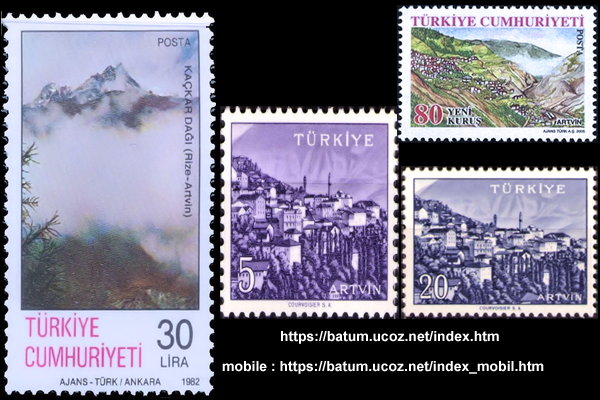 POSTA
KAÇKAR DAĞI (Rize-Artvin)
TÜRKİYE
CUMHURİYETİ
30
LİRA
AJANS - TÜRK / ANKARA 1982
TÜRKİYE
5
ARTVİN
COURVOISIER S.A.
TÜRKİYE CUMHURİYETİ
POSTA
80 YENİ
KURUŞ
ARTVİN
AJANS TÜRK A.Ş.
TÜRKİYE
20
ARTVİN
COURVOISIER S.A.
https://batum.ucoz.net/index.htm
mobile : https://batum.ucoz.net/index_mobil.htm